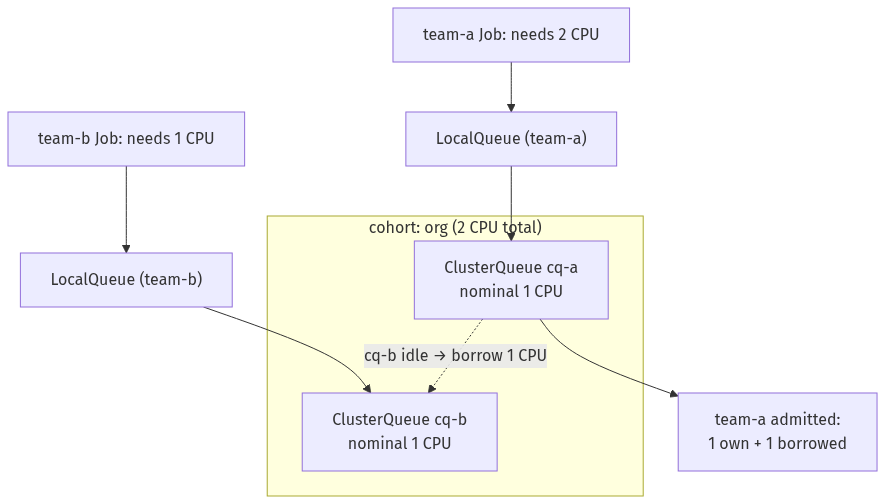 team-a Job: needs 2 CPU
team-b Job: needs 1 CPU
LocalQueue (team-a)
cohort: org (2 CPU total)
LocalQueue (team-b)
ClusterQueue cq-a
nominal 1 CPU
cq-b idle → borrow 1 CPU
ClusterQueue cq-b
nominal 1 CPU
team-a admitted:
1 own + 1 borrowed